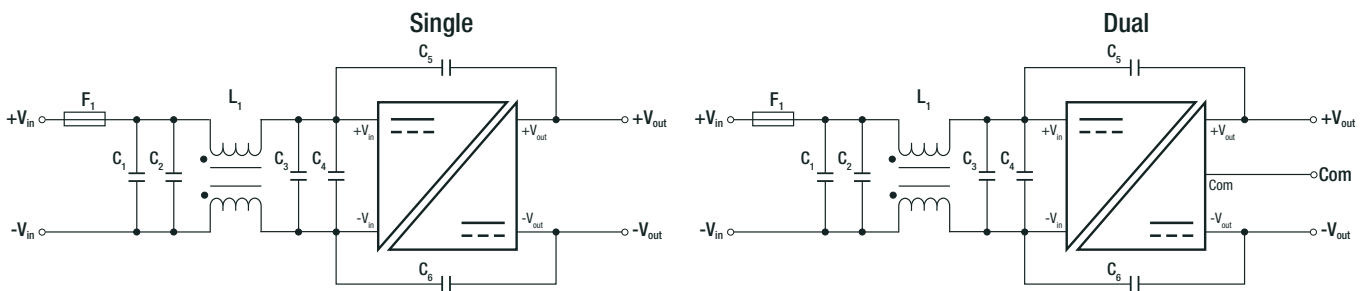 Single
Dual
C5
C5
F1
L1
F1
L1
+Vin
+Vin
+Vout
+Vout
+Vin
+Vin
+Vout
+Vout
C1
C2
C3
C4
C1
C2
C3
C4
Com
Com
-Vin
-Vin
-Vout
-Vout
-Vin
-Vin
-Vout
-Vout
C6
C6